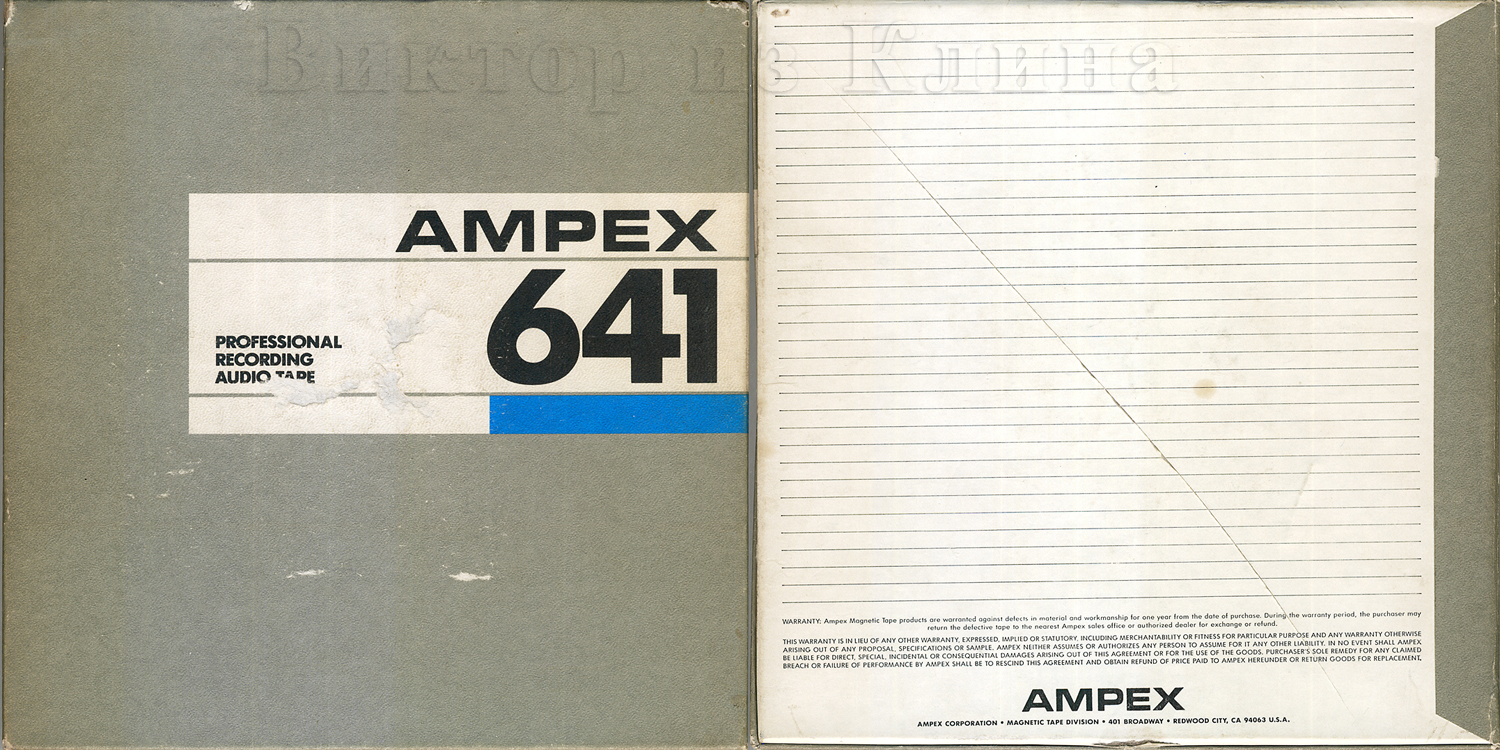 Виктор из Клина
AMPEX
641
PROFESSIONAL
RECORDING
AUDIO TAPE
WARRANTY: Ampex Magnetic Tape products are warranted against defects in material and workmanship for one year from the date of purchase. During the warranty period, the purchaser may
return the defective tape to the nearest Ampex sales office or authorized dealer for exchange or refund.
THIS WARRANTY IS IN LIEU OF ANY OTHER WARRANTY, EXPRESSED, IMPLIED OR STATUTORY, INCLUDING MERCHANTABILITY OR FITNESS FOR PARTICULAR PURPOSE AND ANY WARRANTY OTHERWISE
ARISING OUT OF ANY PROPOSAL, SPECIFICATIONS OR SAMPLE. AMPEX NEITHER ASSUMES OR AUTHORIZES ANY PERSON TO ASSUME FOR IT ANY OTHER LIABILITY. IN NO EVENT SHALL AMPEX
BE LIABLE FOR DIRECT, SPECIAL, INCIDENTAL OR CONSEQUENTIAL DAMAGES ARISING OUT OF THIS AGREEMENT OR FOR THE USE OF THE GOODS. PURCHASER'S SOLE REMEDY FOR ANY CLAIMED
BREACH OR FAILURE OF PERFORMANCE BY AMPEX SHALL BE TO RESCIND THIS AGREEMENT AND OBTAIN REFUND OF PRICE PAID TO AMPEX HEREUNDER OR RETURN GOODS FOR REPLACEMENT.
AMPEX
AMPEX CORPORATION • MAGNETIC TAPE DIVISION • 401 BROADWAY • REDWOOD CITY, CA 94063 U.S.A.